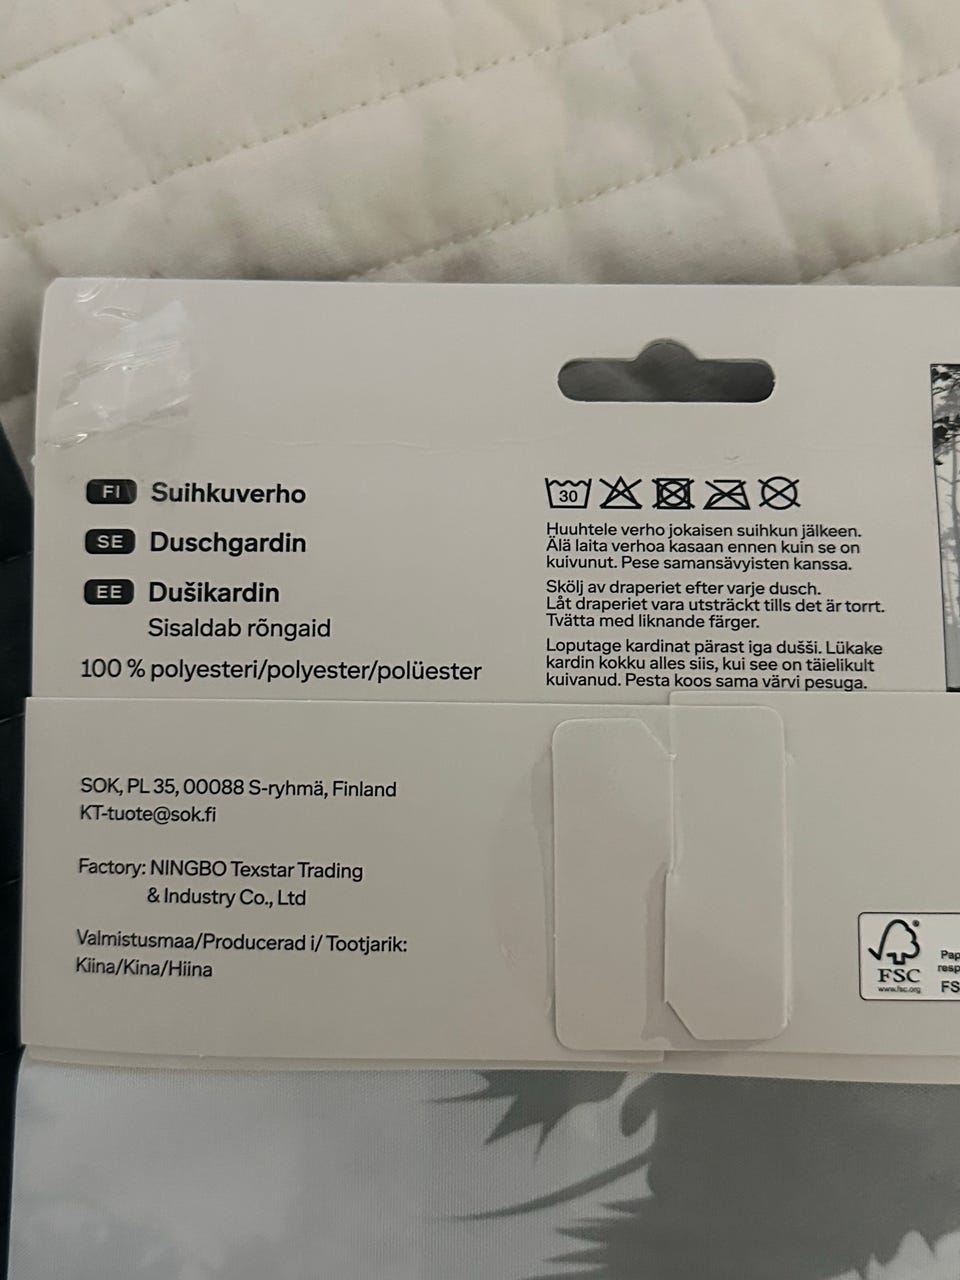 FI Suihkuverho
SE Duschgardin
EE Dušikardin
Sisaldab rõngaid
100 % polyesteri/polyester/polüester
30
Huuhtele verho jokaisen suihkun jälkeen.
Älä laita verhoa kasaan ennen kuin se on
kuivunut. Pese samansävyisten kanssa.
Skölj av draperiet efter varje dusch.
Låt draperiet vara utsträckt tills det är torrt.
Tvätta med liknande färger.
Loputage kardinat pärast iga dušši. Lükake
kardin kokku alles siis, kui see on täielikult
kuivanud. Pesta koos sama värvi pesuga.
SOK, PL 35, 00088 S-ryhmä, Finland
KT-tuote@sok.fi
Factory: NINGBO Texstar Trading
& Industry Co., Ltd
Valmistusmaa/Producerad i/ Tootjarik:
Kiina/Kina/Hiina
FSC
www.fsc.org